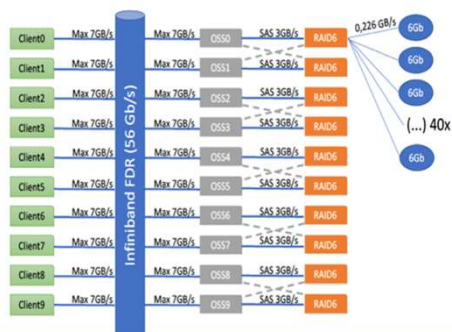 Client0 Max 7GB/s Max 7GB/s OSS0 SAS 3GB/s RAID6 0,226 GB/s 6Gb
Client1 Max 7GB/s Max 7GB/s OSS1 SAS 3GB/s RAID6 6Gb
Client2 Max 7GB/s Max 7GB/s OSS2 SAS 3GB/s RAID6 6Gb
Client3 Max 7GB/s Max 7GB/s OSS3 SAS 3GB/s RAID6 (...) 40x
Client4 Max 7GB/s Max 7GB/s OSS4 SAS 3GB/s RAID6 6Gb
Client5 Max 7GB/s Max 7GB/s OSS5 SAS 3GB/s RAID6
Client6 Max 7GB/s Max 7GB/s OSS6 SAS 3GB/s RAID6
Client7 Max 7GB/s Max 7GB/s OSS7 SAS 3GB/s RAID6
Client8 Max 7GB/s Max 7GB/s OSS8 SAS 3GB/s RAID6
Client9 Max 7GB/s Max 7GB/s OSS9 SAS 3GB/s RAID6
Infiniband FDR (56 Gb/s)